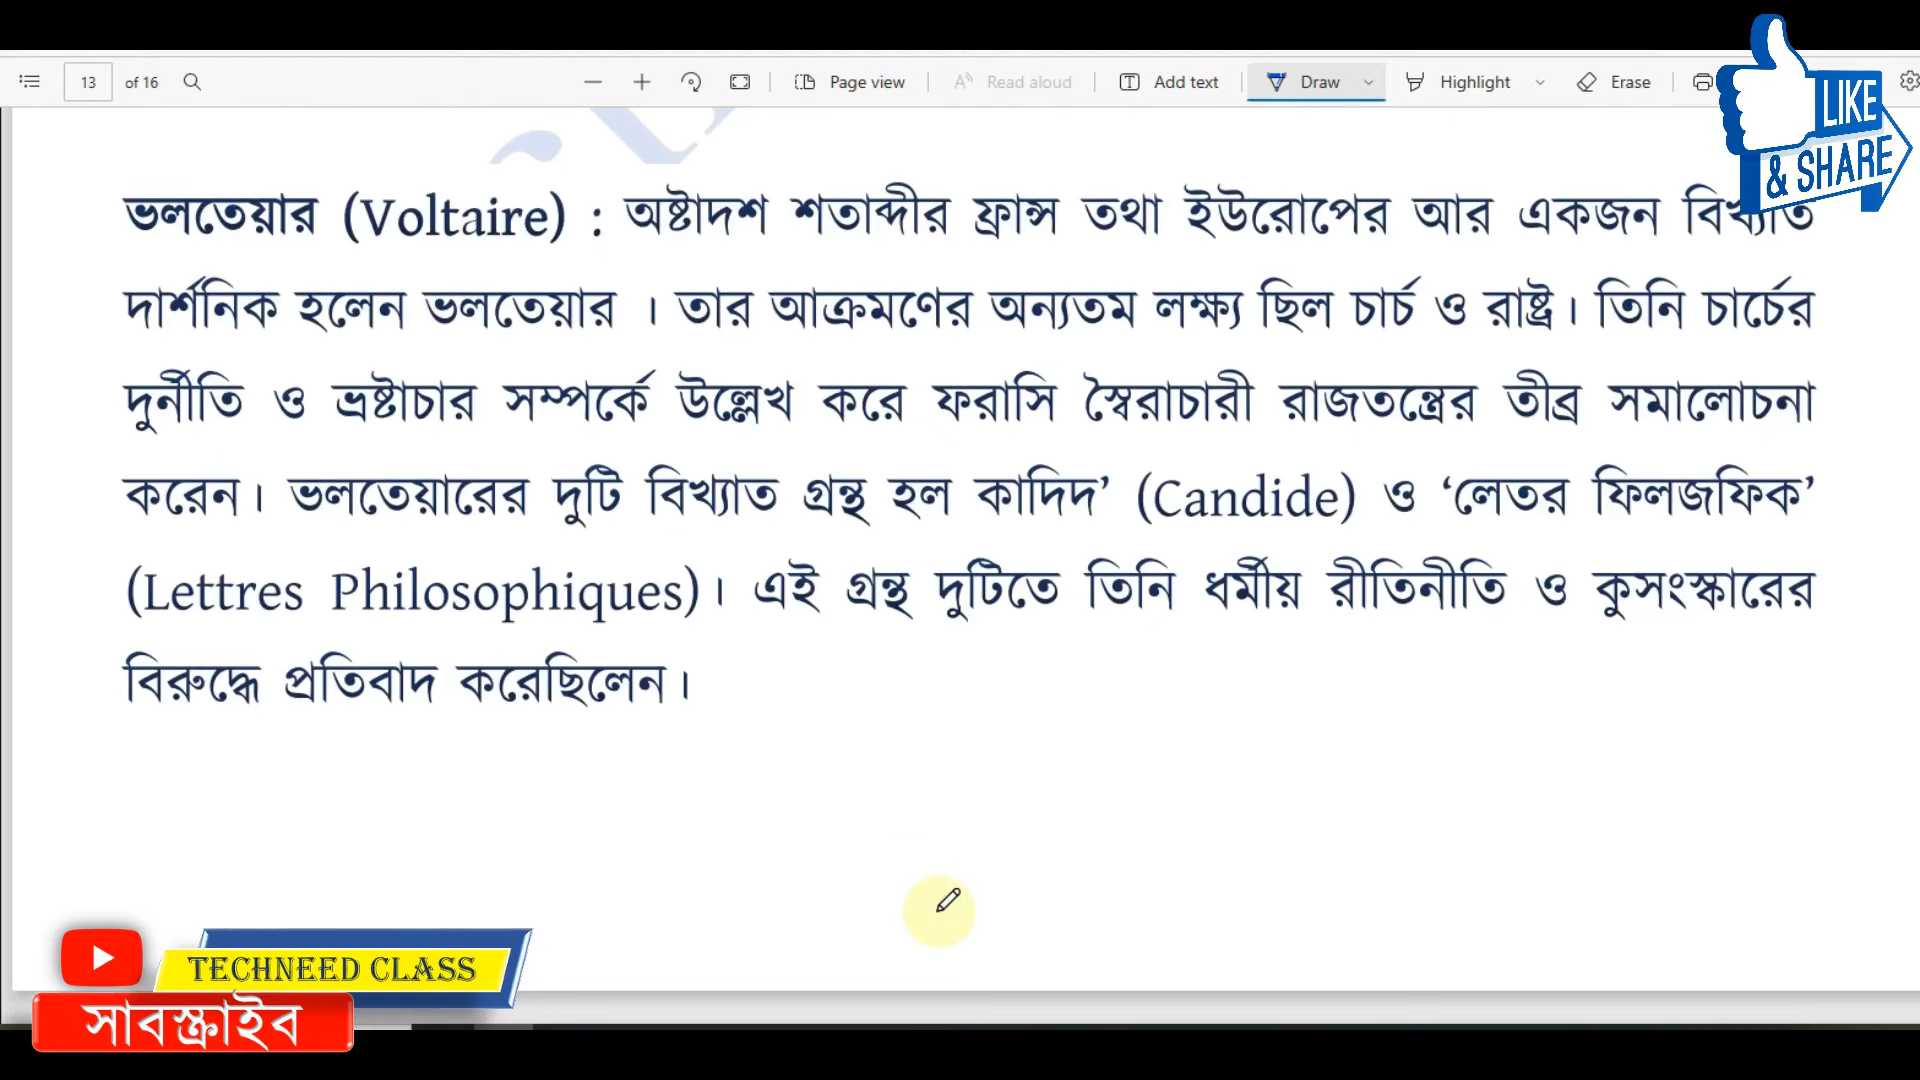 13 of 16 Page view Read aloud Add text Draw Highlight Erase
LIKE
& SHARE
ভলতেয়ার (Voltaire) : অষ্টাদশ শতাব্দীর ফ্রান্স তথা ইউরোপের আর একজন বিখ্যাত
দার্শনিক হলেন ভলতেয়ার । তার আক্রমণের অন্যতম লক্ষ্য ছিল চার্চ ও রাষ্ট্র। তিনি চার্চের
দুর্নীতি ও ভ্রষ্টাচার সম্পর্কে উল্লেখ করে ফরাসি স্বৈরাচারী রাজতন্ত্রের তীব্র সমালোচনা
করেন। ভলতেয়ারের দুটি বিখ্যাত গ্রন্থ হল কাদিদ’ (Candide) ও ‘লেতর ফিলজফিক’
(Lettres Philosophiques)। এই গ্রন্থ দুটিতে তিনি ধর্মীয় রীতিনীতি ও কুসংস্কারের
বিরুদ্ধে প্রতিবাদ করেছিলেন।
TECHNEED CLASS
সাবস্ক্রাইব